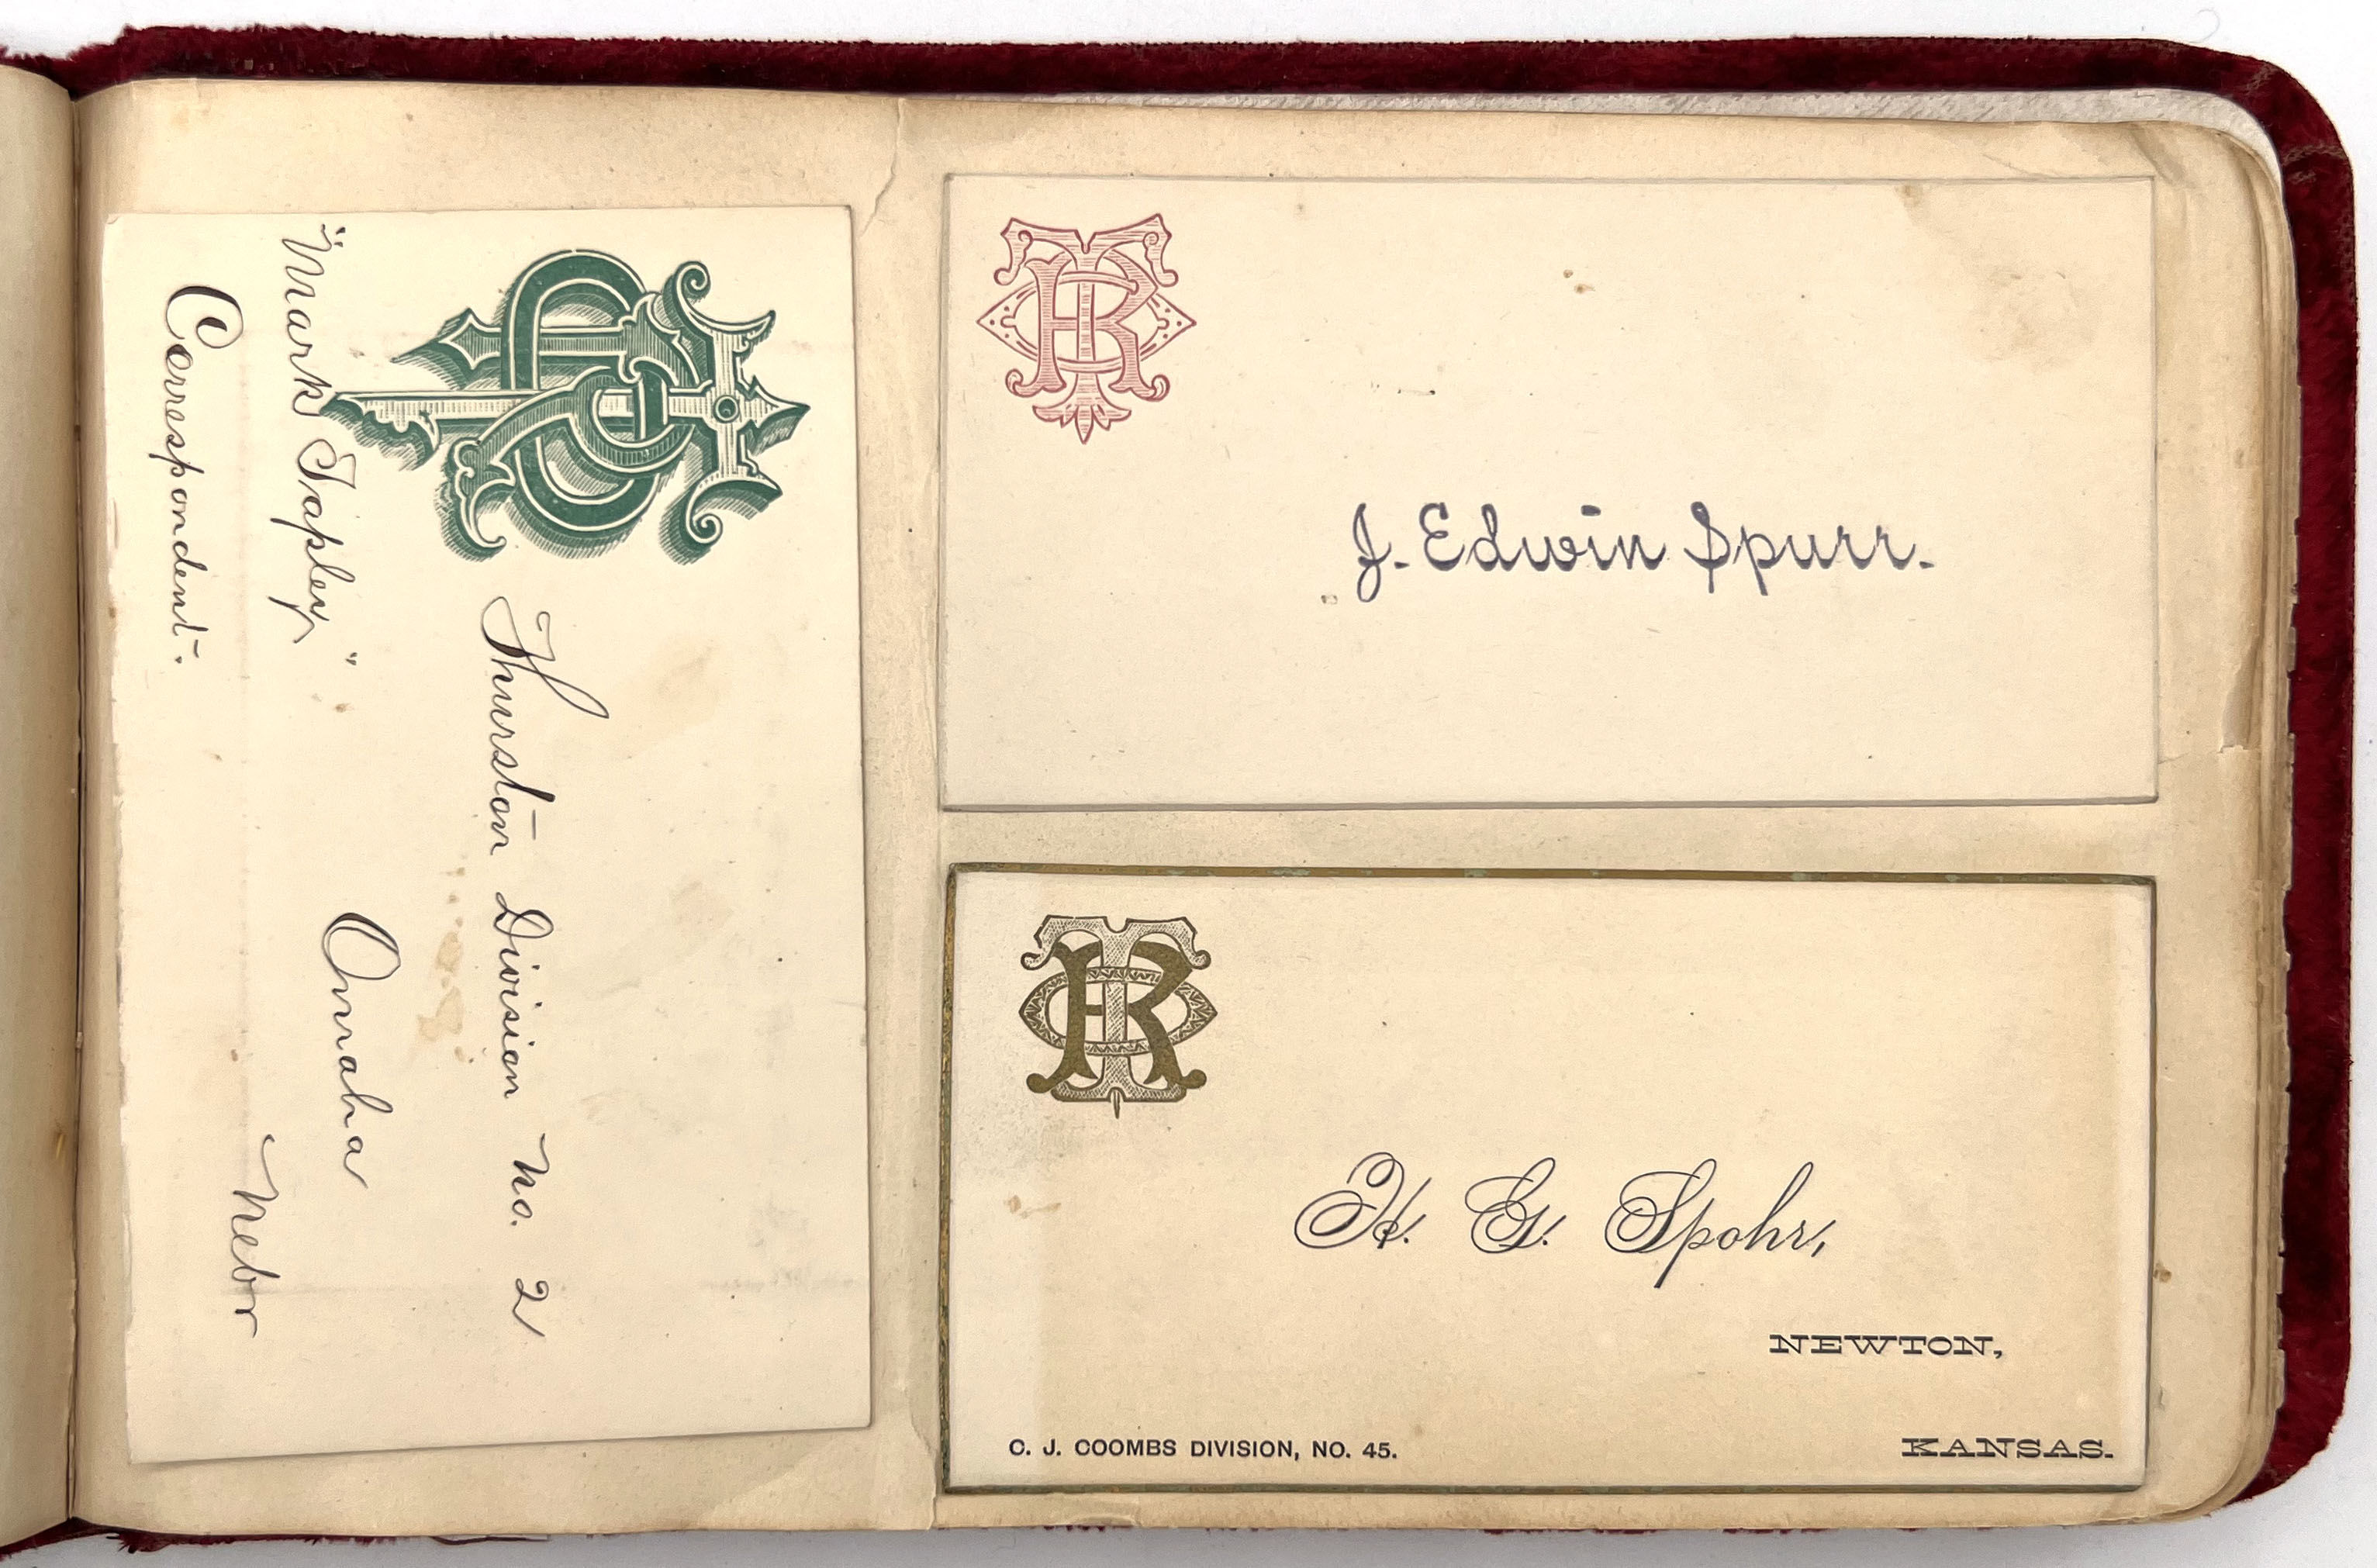 "Mark Tapley"
Correspondent.
Thurston Division No. 2
Omaha
Nebr
J. Edwin Spurr.
H. G. Spohr,
NEWTON,
C. J. COOMBS DIVISION, NO. 45.
KANSAS.